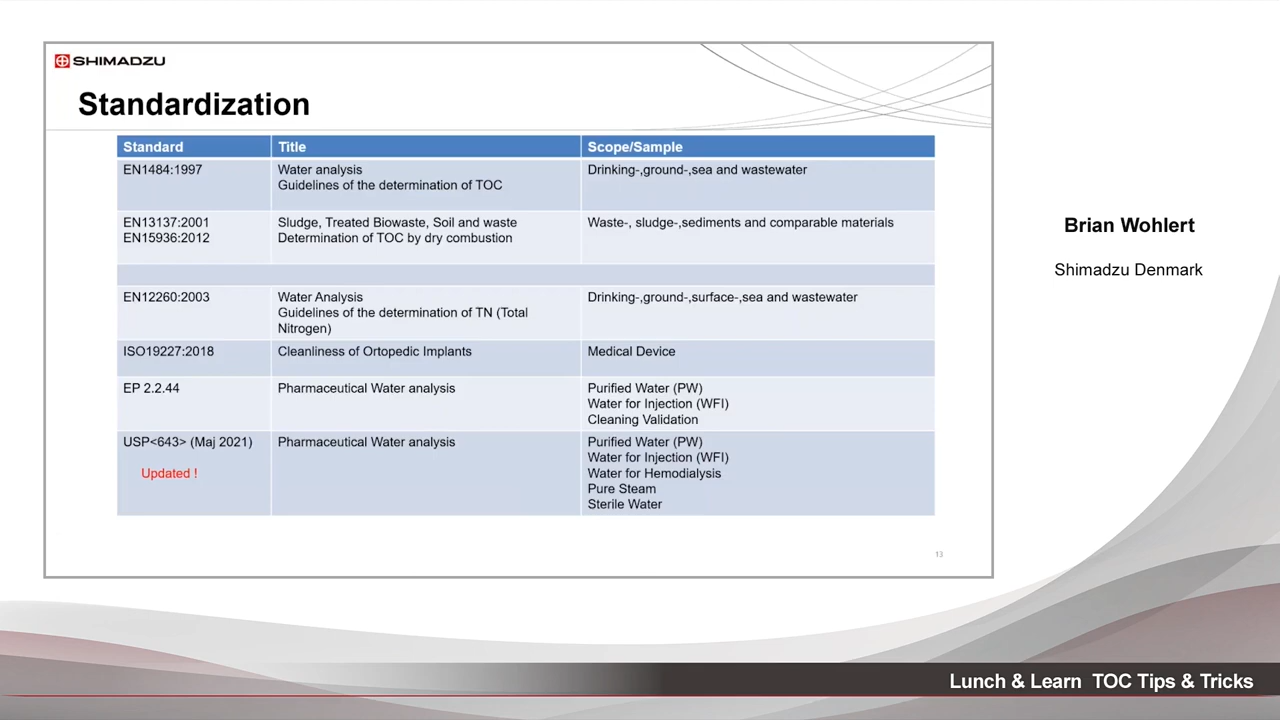 SHIMADZU
Standardization
Standard Title Scope/Sample
EN1484:1997 Water analysis Drinking-,ground-,sea and wastewater
Guidelines of the determination of TOC
EN13137:2001 Sludge, Treated Biowaste, Soil and waste Waste-, sludge-,sediments and comparable materials
EN15936:2012 Determination of TOC by dry combustion
EN12260:2003 Water Analysis Drinking-,ground-,surface-,sea and wastewater
Guidelines of the determination of TN (Total
Nitrogen)
ISO19227:2018 Cleanliness of Ortopedic Implants Medical Device
EP 2.2.44 Pharmaceutical Water analysis Purified Water (PW)
Water for Injection (WFI)
Cleaning Validation
USP<643> (Maj 2021) Pharmaceutical Water analysis Purified Water (PW)
Water for Injection (WFI)
Updated ! Water for Hemodialysis
Pure Steam
Sterile Water
13
Brian Wohlert
Shimadzu Denmark
Lunch & Learn TOC Tips & Tricks